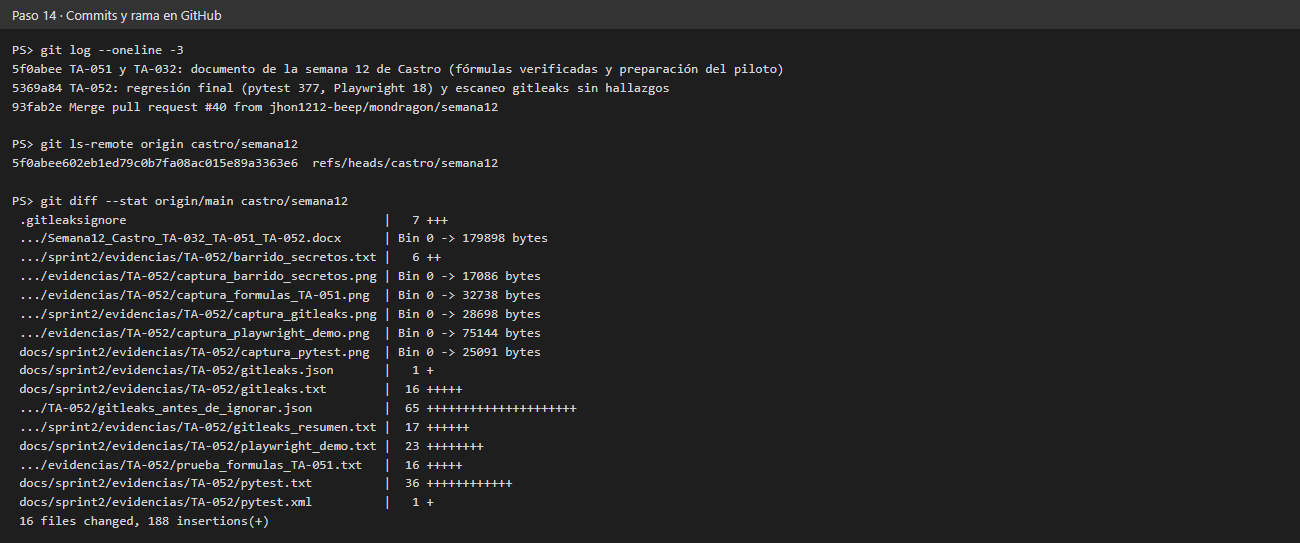 Paso 14 · Commits y rama en GitHub
PS> git log --oneline -3
5f0abee TA-051 y TA-032: documento de la semana 12 de Castro (fórmulas verificadas y preparación del piloto)
5369a84 TA-052: regresión final (pytest 377, Playwright 18) y escaneo gitleaks sin hallazgos
93fab2e Merge pull request #40 from jhon1212-beep/mondragon/semana12
PS> git ls-remote origin castro/semana12
5f0abee602eb1ed79c0b7fa08ac015e89a3363e6  refs/heads/castro/semana12
PS> git diff --stat origin/main castro/semana12
.gitleaksignore                                    |   7 +++
.../Semana12_Castro_TA-032_TA-051_TA-052.docx      | Bin 0 -> 179898 bytes
.../sprint2/evidencias/TA-052/barrido_secretos.txt |   6 ++
.../evidencias/TA-052/captura_barrido_secretos.png | Bin 0 -> 17086 bytes
.../evidencias/TA-052/captura_formulas_TA-051.png  | Bin 0 -> 32738 bytes
.../sprint2/evidencias/TA-052/captura_gitleaks.png | Bin 0 -> 28698 bytes
.../evidencias/TA-052/captura_playwright_demo.png  | Bin 0 -> 75144 bytes
docs/sprint2/evidencias/TA-052/captura_pytest.png  | Bin 0 -> 25091 bytes
docs/sprint2/evidencias/TA-052/gitleaks.json       |   1 +
docs/sprint2/evidencias/TA-052/gitleaks.txt        |  16 +++++
.../TA-052/gitleaks_antes_de_ignorar.json          |  65 +++++++++++++++++++++
.../sprint2/evidencias/TA-052/gitleaks_resumen.txt |  17 ++++++
docs/sprint2/evidencias/TA-052/playwright_demo.txt |  23 ++++++++
.../evidencias/TA-052/prueba_formulas_TA-051.txt   |  16 +++++
docs/sprint2/evidencias/TA-052/pytest.txt          |  36 ++++++++++++
docs/sprint2/evidencias/TA-052/pytest.xml          |   1 +
16 files changed, 188 insertions(+)